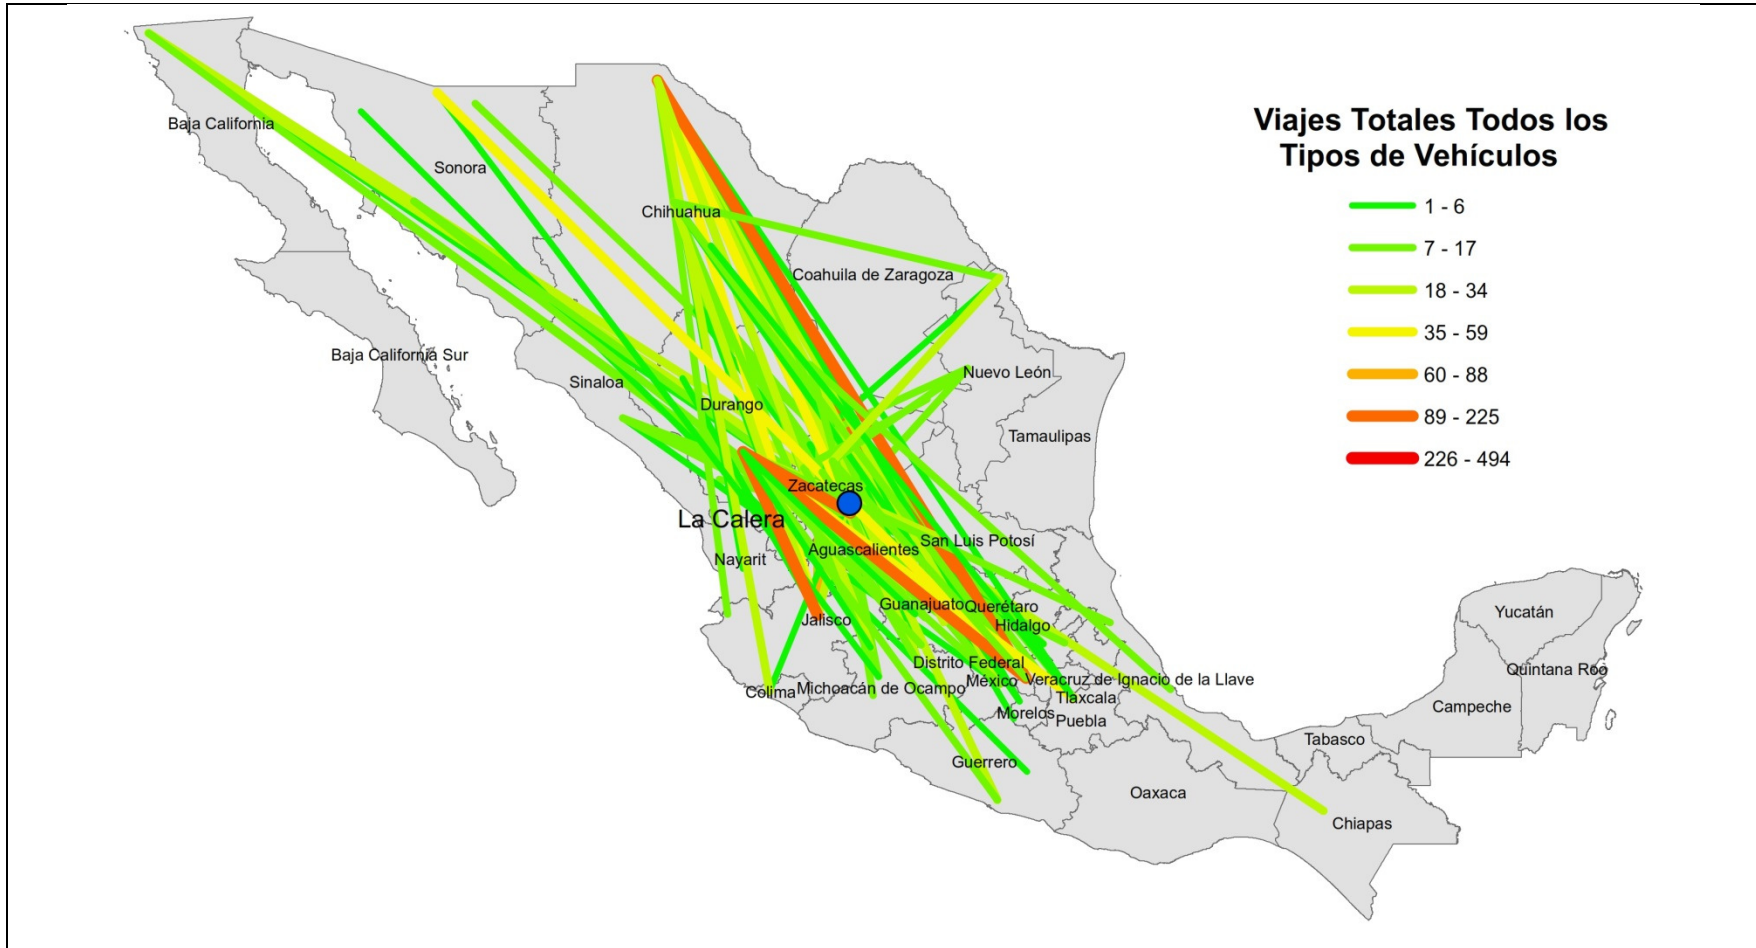 Viajes Totales Todos los
Tipos de Vehículos
1 - 6
7 - 17
18 - 34
35 - 59
60 - 88
89 - 225
226 - 494
Baja California
Sonora
Chihuahua
Coahuila de Zaragoza
Baja California Sur
Sinaloa
Durango
Nuevo León
Tamaulipas
Zacatecas
La Calera
San Luis Potosí
Aguascalientes
Nayarit
Guanajuato
Querétaro
Jalisco
Hidalgo
Distrito Federal
México
Veracruz de Ignacio de la Llave
Colima
Michoacán de Ocampo
Tlaxcala
Morelos
Puebla
Guerrero
Oaxaca
Yucatán
Quintana Roo
Campeche
Tabasco
Chiapas